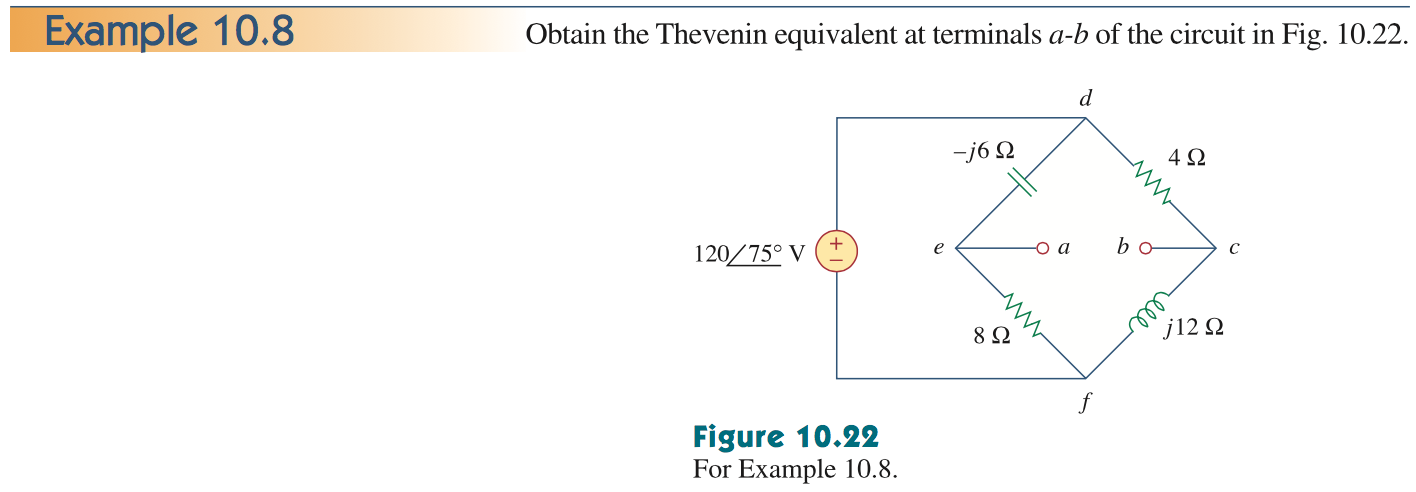 Example 10.8
Obtain the Thevenin equivalent at terminals a-b of the circuit in Fig. 10.22.
d
−j6 Ω
4 Ω
120∠75° V
+
−
e
a
b
c
8 Ω
j12 Ω
f
Figure 10.22
For Example 10.8.